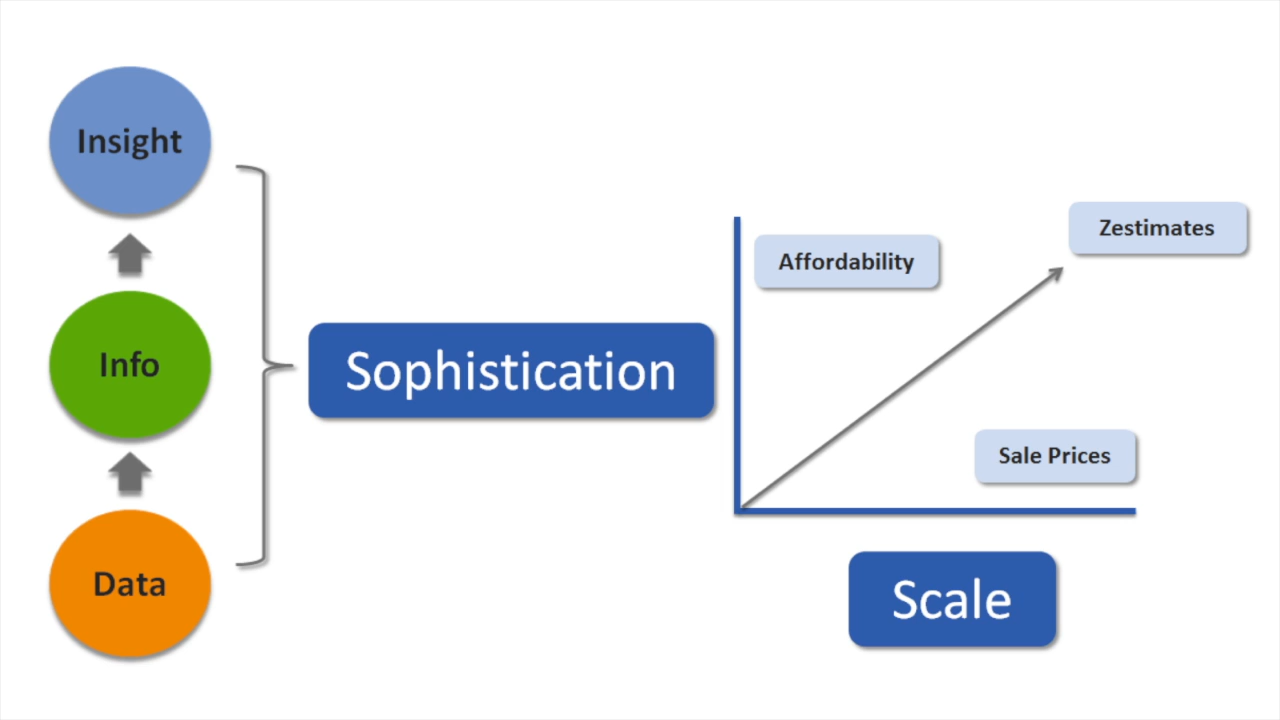 Insight
Info
Data
Sophistication
Affordability
Zestimates
Sale Prices
Scale